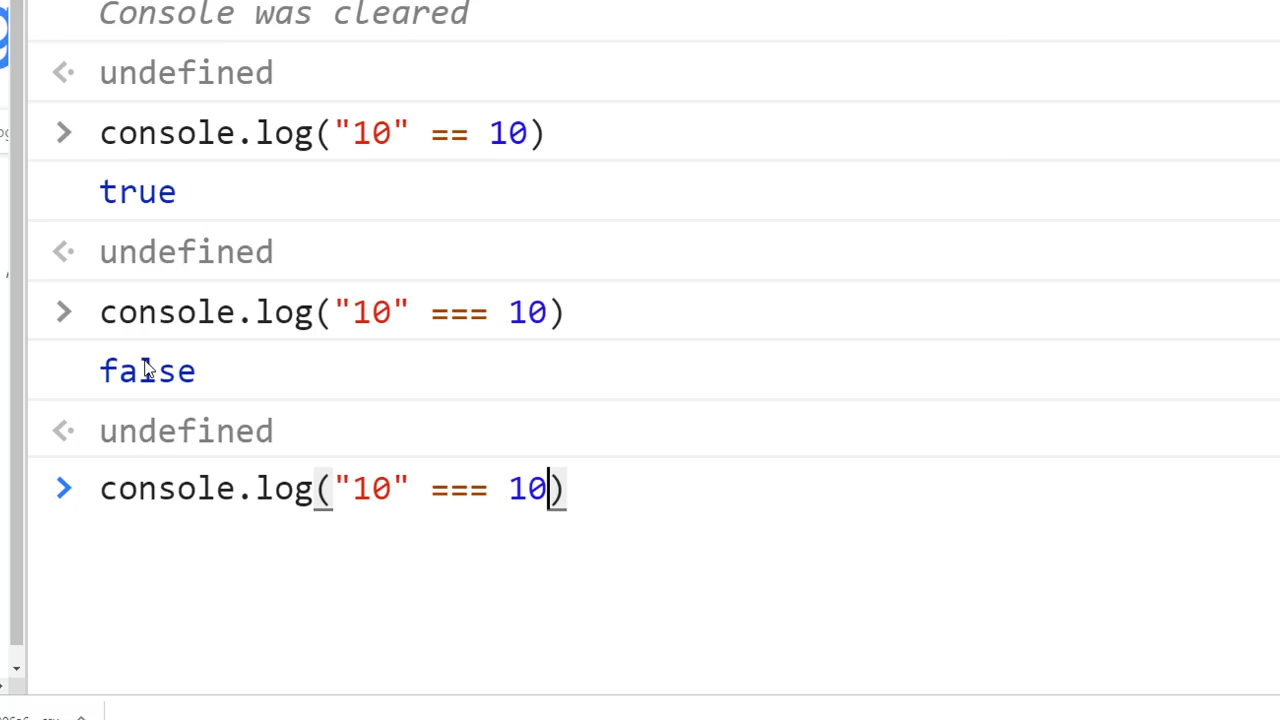 Console was cleared
undefined
console.log("10" == 10)
true
undefined
console.log("10" === 10)
false
undefined
console.log("10" === 10)